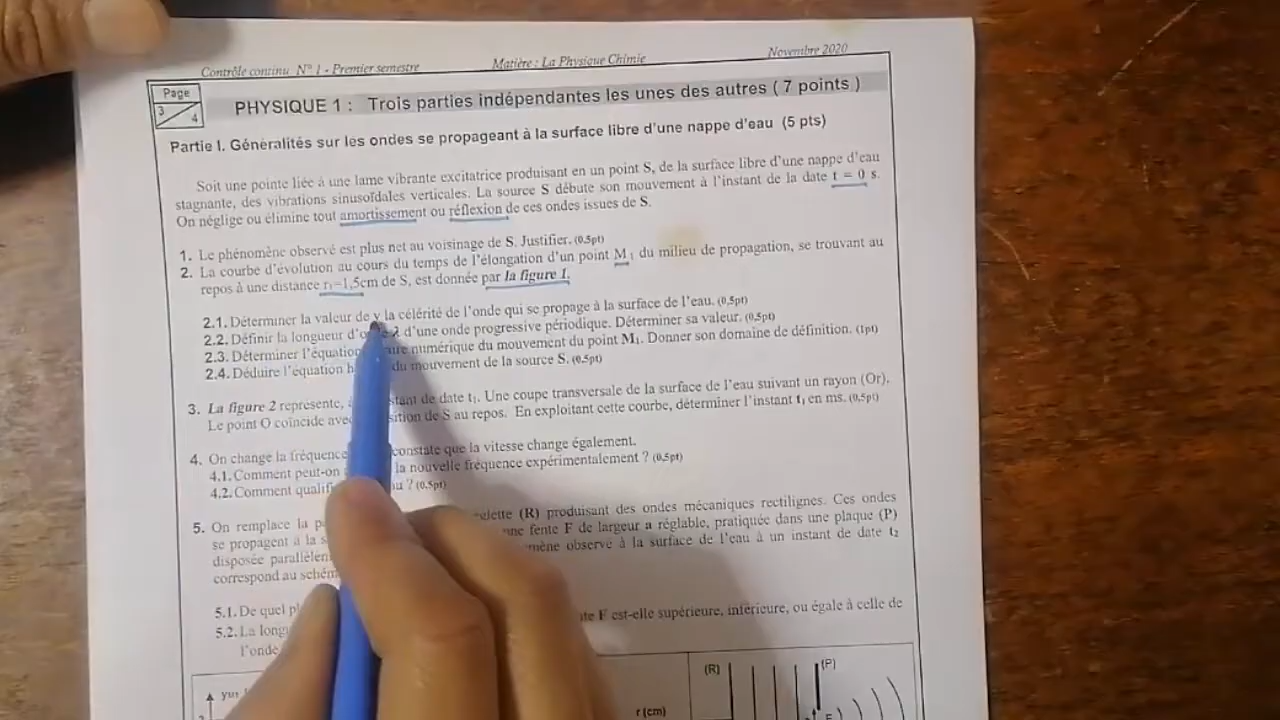 Contrôle continu N° 1 - Premier semestre Matière : La Physique Chimie Novembre 2020
Page
3 4
PHYSIQUE 1 : Trois parties indépendantes les unes des autres ( 7 points )
Partie I. Généralités sur les ondes se propageant à la surface libre d'une nappe d'eau (5 pts)
Soit une pointe liée à une lame vibrante excitatrice produisant en un point S, de la surface libre d'une nappe d'eau
stagnante, des vibrations sinusoïdales verticales. La source S débute son mouvement à l'instant de la date t = 0 s.
On néglige ou élimine tout amortissement ou réflexion de ces ondes issues de S.
1. Le phénomène observé est plus net au voisinage de S. Justifier. (0,5pt)
2. La courbe d'évolution au cours du temps de l'élongation d'un point M1 du milieu de propagation, se trouvant au
repos à une distance r1=1,5cm de S, est donnée par la figure 1.
2.1. Déterminer la valeur de v la célérité de l'onde qui se propage à la surface de l'eau. (0,5pt)
2.2. Définir la longueur d'o λ d'une onde progressive périodique. Déterminer sa valeur. (0,5pt)
2.3. Déterminer l'équation numérique du mouvement du point M1. Donner son domaine de définition. (1pt)
2.4. Déduire l'équation h du mouvement de la source S. (0,5pt)
3. La figure 2 représente, de date t1. Une coupe transversale de la surface de l'eau suivant un rayon (Or).
Le point O coïncide avec de S au repos. En exploitant cette courbe, déterminer l'instant t1 en ms. (0,5pt)
4. On change la fréquence constate que la vitesse change également.
4.1. Comment peut-on la nouvelle fréquence expérimentalement ? (0,5pt)
4.2. Comment qualif ? (0,5pt)
5. On remplace la p (R) produisant des ondes mécaniques rectilignes. Ces ondes
se propagent à la s fente F de largeur a réglable, pratiquée dans une plaque (P)
disposée parallèlen observé à la surface de l'eau à un instant de date t2
correspond au schém
5.1. De quel F est-elle supérieure, inférieure, ou égale à celle de
5.2. La long
l'onde
(R) (P)
r (cm) F